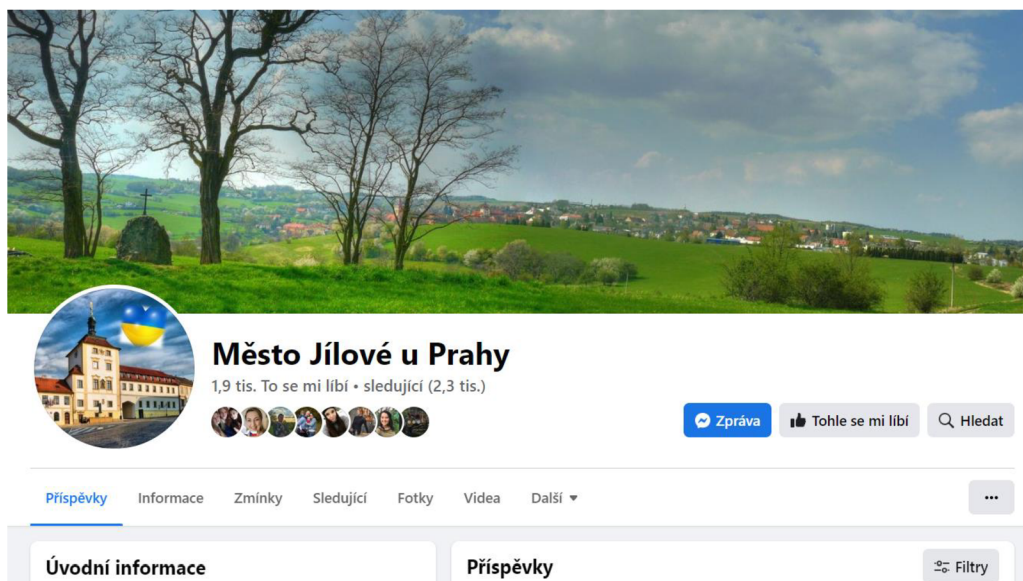 Město Jílové u Prahy
1,9 tis. To se mi líbí • sledující (2,3 tis.)
Zpráva
Tohle se mi líbí
Hledat
Příspěvky Informace Zmínky Sledující Fotky Videa Další
Úvodní informace
Příspěvky
Filtry